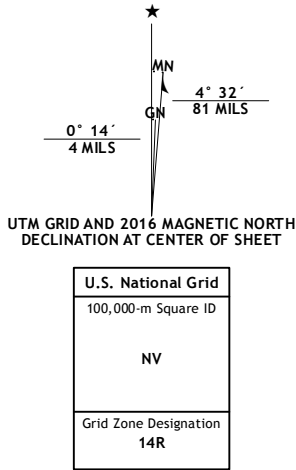 ★
MN
GN
4° 32´
81 MILS
0° 14´
4 MILS
UTM GRID AND 2016 MAGNETIC NORTH
DECLINATION AT CENTER OF SHEET
U.S. National Grid
100,000-m Square ID
NV
Grid Zone Designation
14R